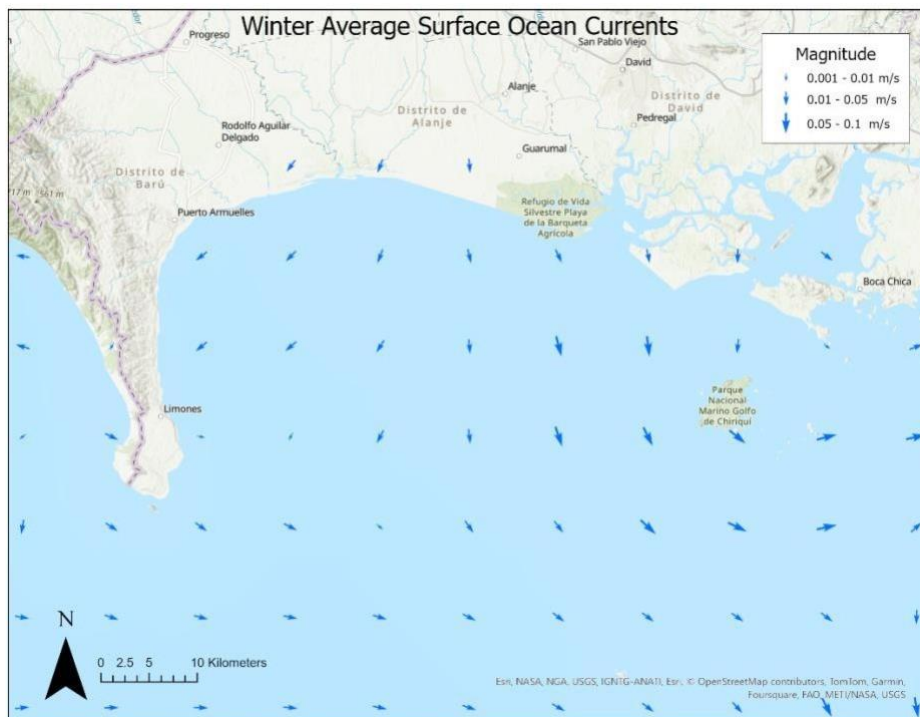 Winter Average Surface Ocean Currents
Magnitude
0.001 - 0.01 m/s
0.01 - 0.05 m/s
0.05 - 0.1 m/s
Progreso
San Pablo Viejo
David
Alanje
Distrito de
David
Distrito de
Alanje
Pedregal
Rodolfo Aguilar
Delgado
Guarumal
Distrito de
Barú
561 m
Refugio de Vida
Silvestre Playa
de la Barqueta
Agrícola
Puerto Armuelles
Boca Chica
Parque
Nacional
Marino Golfo
de Chiriquí
Limones
N
0 2.5 5 10 Kilometers
Esri, NASA, NGA, USGS, IGNTG-ANATI, Esri, © OpenStreetMap contributors, TomTom, Garmin,
Foursquare, FAO, METI/NASA, USGS